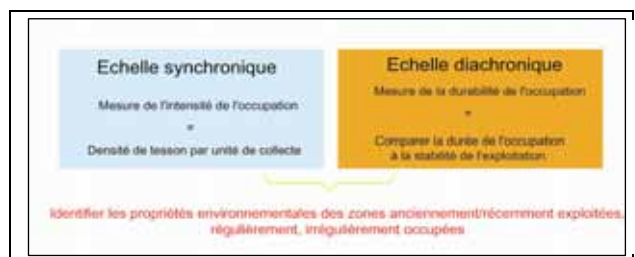 Echelle synchronique
Mesure de l'intensité de l'occupation
=
Densité de tesson par unité de collecte
Echelle diachronique
Mesure de la durabilité de l'occupation
=
Comparer la durée de l'occupation
à la stabilité de l'exploitation
Identifier les propriétés environnementales des zones anciennement/récemment exploitées,
régulièrement, irrégulièrement occupées